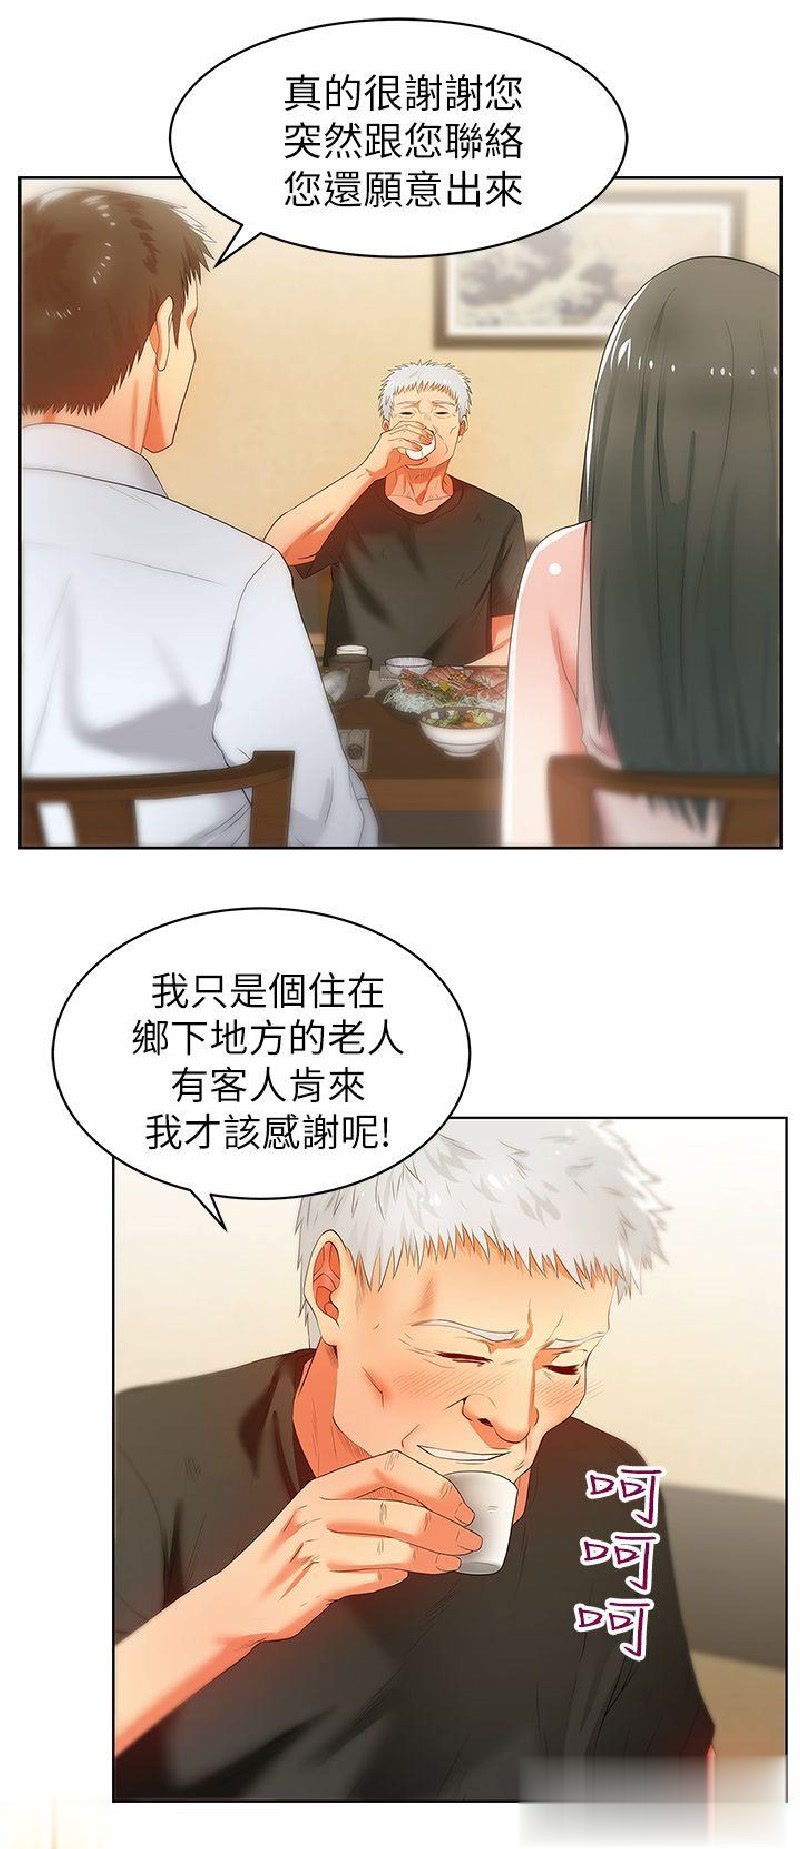 真的很謝謝您
突然跟您聯絡
您還願意出來
我只是個住在
鄉下地方的老人
有客人肯來
我才該感謝呢!
呵
呵
呵